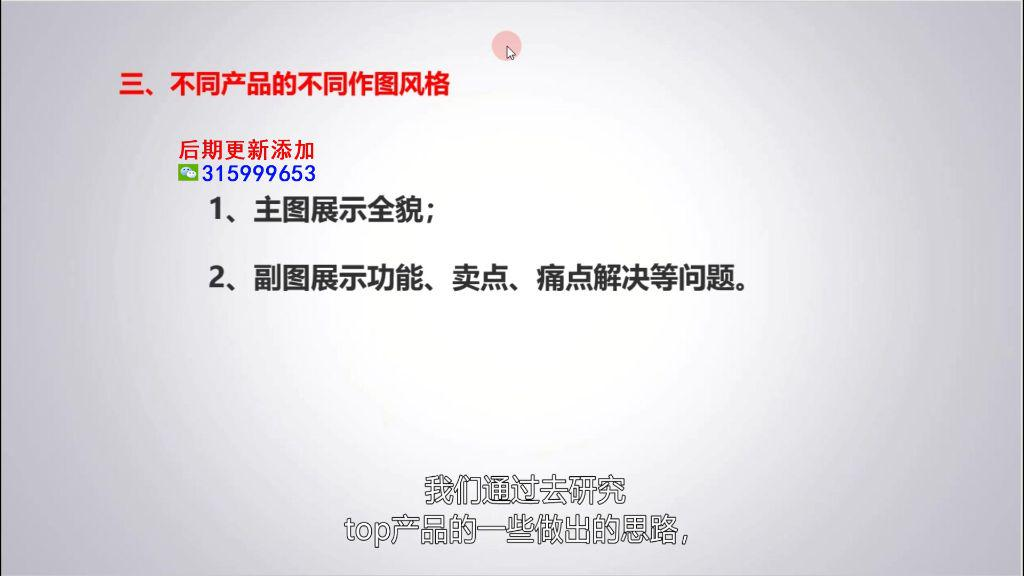 三、不同产品的不同作图风格
后期更新添加
315999653
1、主图展示全貌；
2、副图展示功能、卖点、痛点解决等问题。
我们通过去研究
top产品的一些做出的思路，